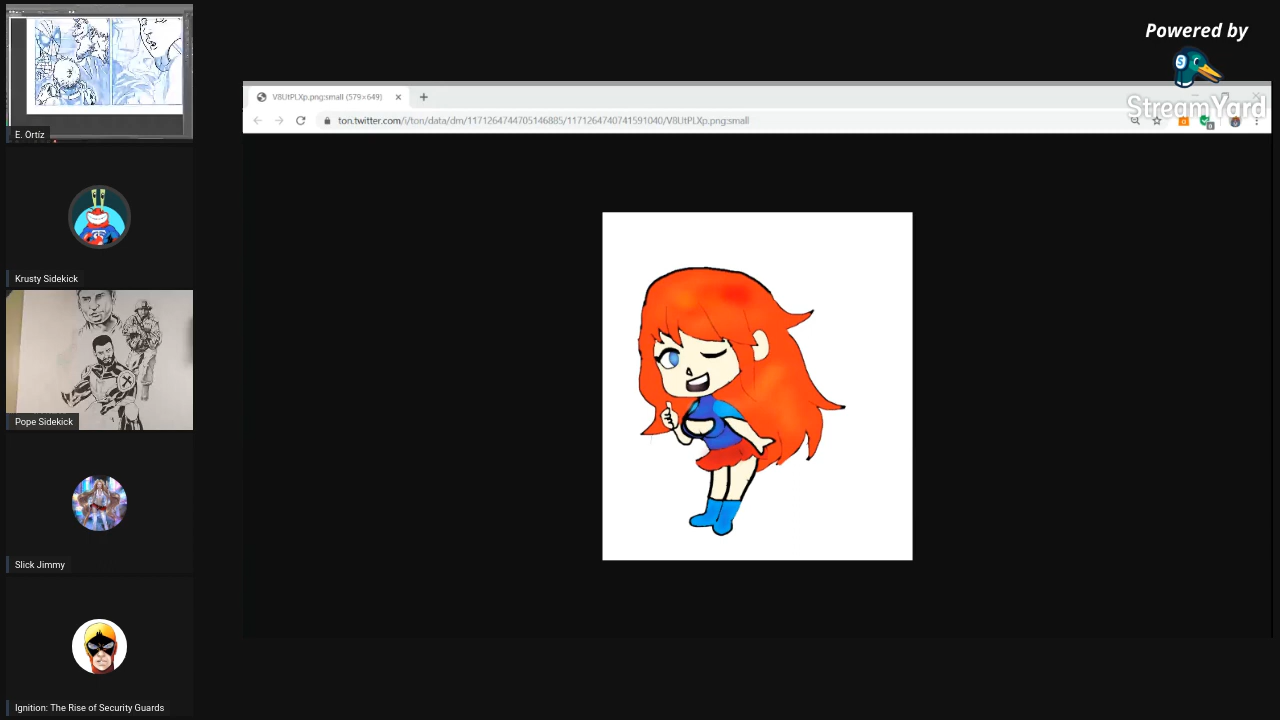 E. Ortíz
Krusty Sidekick
Pope Sidekick
Slick Jimmy
Ignition: The Rise of Security Guards
V8UtPLXp.png:small (579×649)
ton.twitter.com/i/ton/data/dm/1171264744705146885/1171264740741591040/V8UtPLXp.png:small
Powered by
S
StreamYard